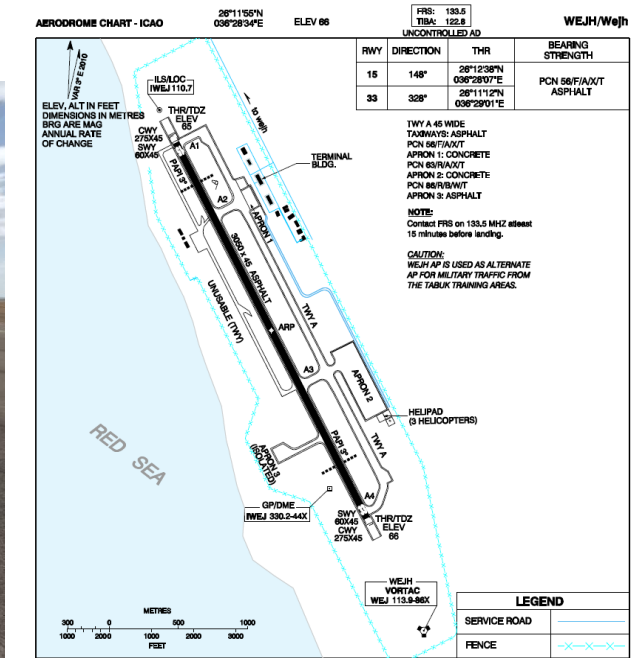 AERODROME CHART - ICAO
26°11'55"N
036°28'34"E
ELEV 66
FRS: 133.5
TIBA: 122.8
UNCONTROLLED AD
WEJH/Wejh
RWY DIRECTION THR BEARING STRENGTH
15 148° 26°12'38"N 036°28'07"E
33 328° 26°11'12"N 036°29'01"E
PCN 56/F/A/X/T
ASPHALT
VAR 3° E 2010
ELEV, ALT IN FEET
DIMENSIONS IN METRES
BRG ARE MAG
ANNUAL RATE
OF CHANGE
ILS/LOC
IWEJ 110.7
THR/TDZ
ELEV
65
CWY
275X45
SWY
60X45
PAPI 3°
A1
A2
to wejh
TERMINAL
BLDG.
APRON 1
3050 x 45 ASPHALT
UNUSABLE (TWY)
TWY A
ARP
A3
APRON 2
HELIPAD
(3 HELICOPTERS)
TWY A
PAPI 3°
APRON 3
(ISOLATED)
A4
GP/DME
IWEJ 330.2-44X
SWY
60X45
CWY
275X45
THR/TDZ
ELEV
66
WEJH
VORTAC
WEJ 113.9-86X
RED SEA
TWY A 45 WIDE
TAXIWAYS: ASPHALT
PCN 56/F/A/X/T
APRON 1: CONCRETE
PCN 63/R/A/X/T
APRON 2: CONCRETE
PCN 86/R/B/W/T
APRON 3: ASPHALT
NOTE:
Contact FRS on 133.5 MHZ atleast
15 minutes before landing.
CAUTION:
WEJH AP IS USED AS ALTERNATE
AP FOR MILITARY TRAFFIC FROM
THE TABUK TRAINING AREAS.
METRES
300 0 500 1000
1000 0 1000 2000 3000
FEET
LEGEND
SERVICE ROAD
FENCE